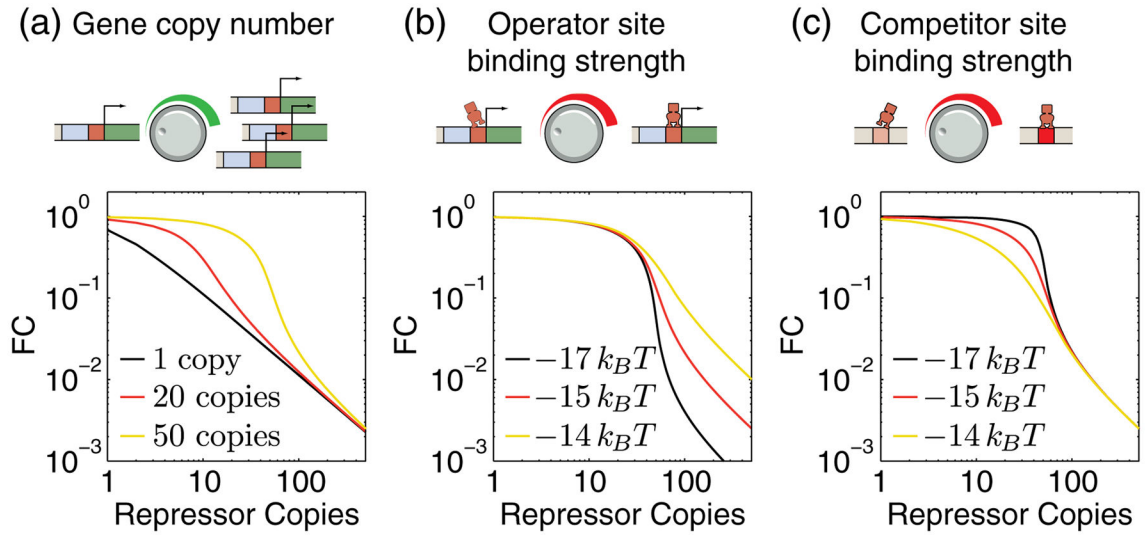 (a) Gene copy number
10^0
10^-1
10^-2
10^-3
FC
1 copy
20 copies
50 copies
1 10 100
Repressor Copies
(b) Operator site
binding strength
10^0
10^-1
10^-2
10^-3
FC
−17 k_BT
−15 k_BT
−14 k_BT
1 10 100
Repressor Copies
(c) Competitor site
binding strength
10^0
10^-1
10^-2
10^-3
FC
−17 k_BT
−15 k_BT
−14 k_BT
1 10 100
Repressor Copies